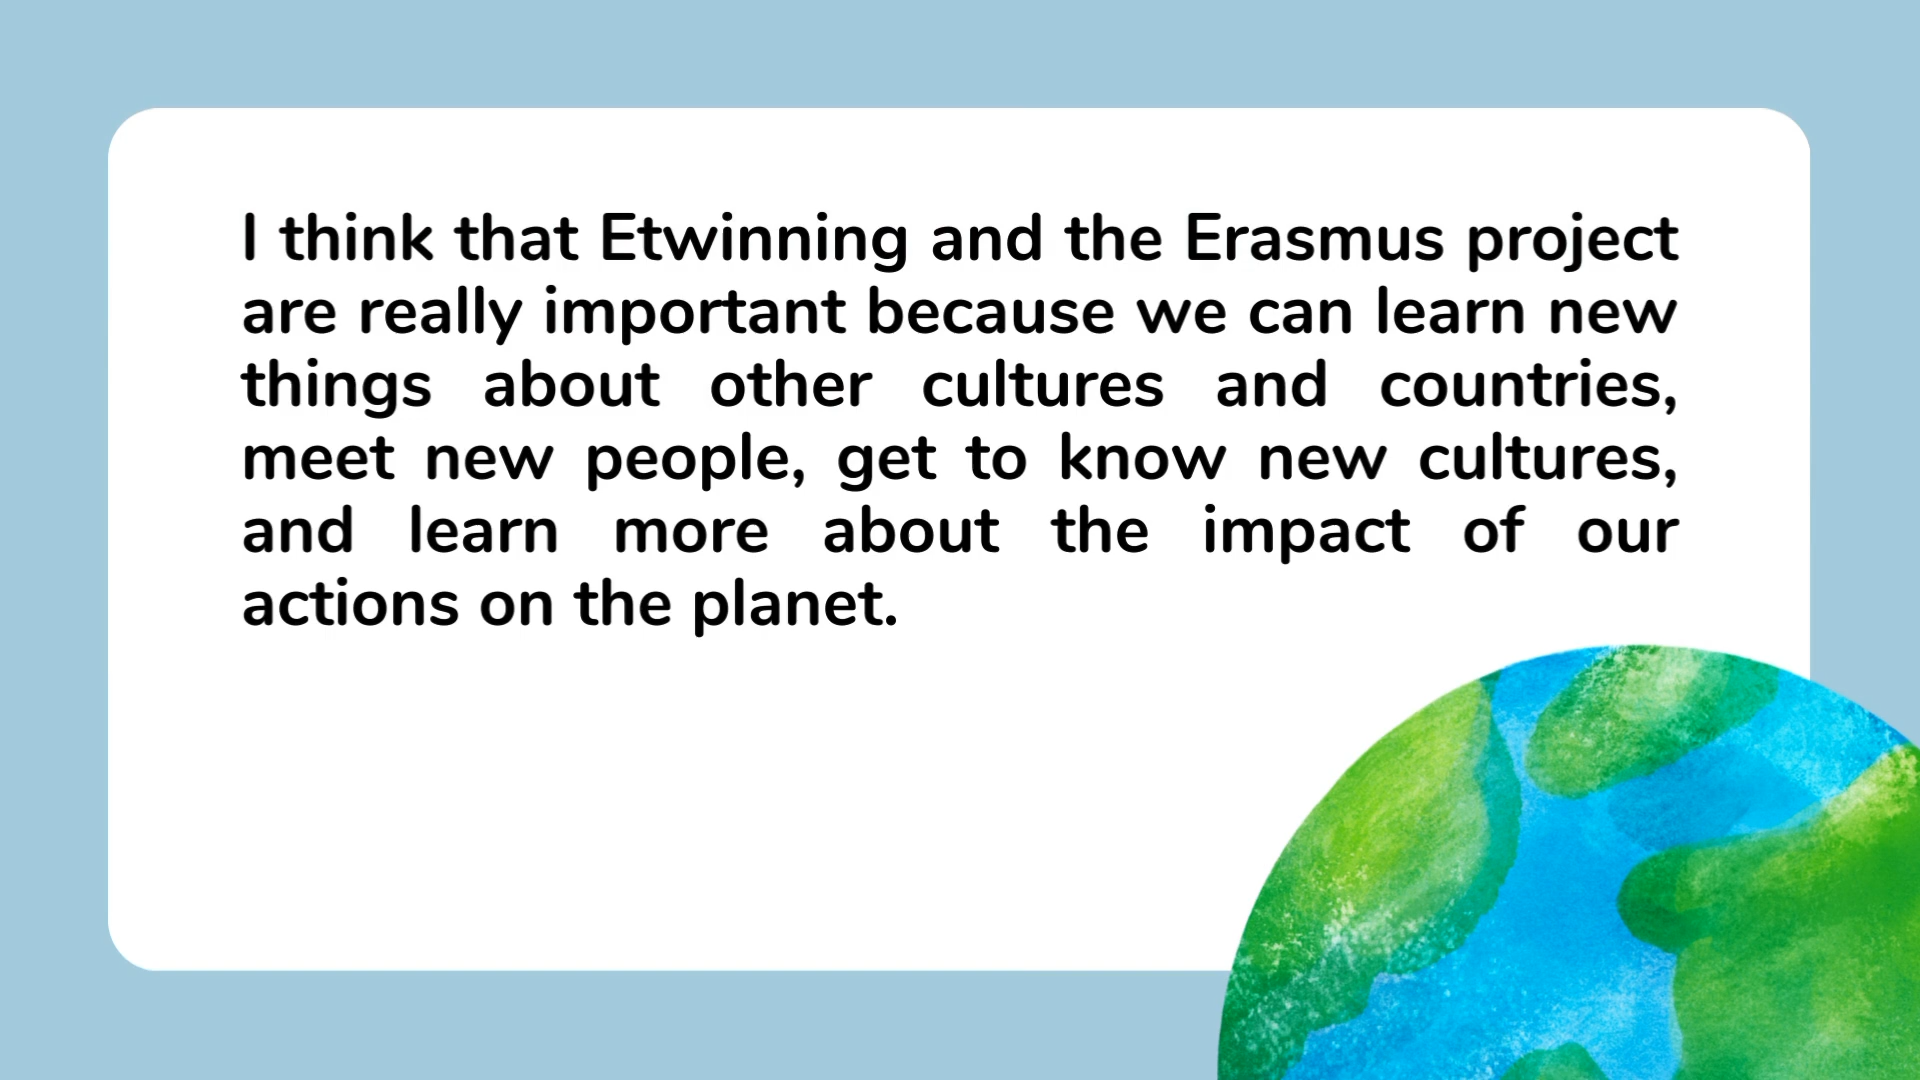 I think that Etwinning and the Erasmus project
are really important because we can learn new
things about other cultures and countries,
meet new people, get to know new cultures,
and learn more about the impact of our
actions on the planet.